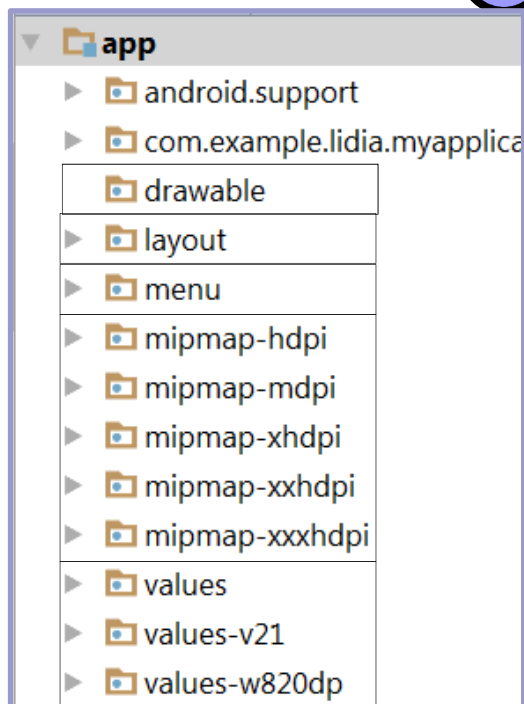 app
android.support
com.example.lidia.myapplica
drawable
layout
menu
mipmap-hdpi
mipmap-mdpi
mipmap-xhdpi
mipmap-xxhdpi
mipmap-xxxhdpi
values
values-v21
values-w820dp